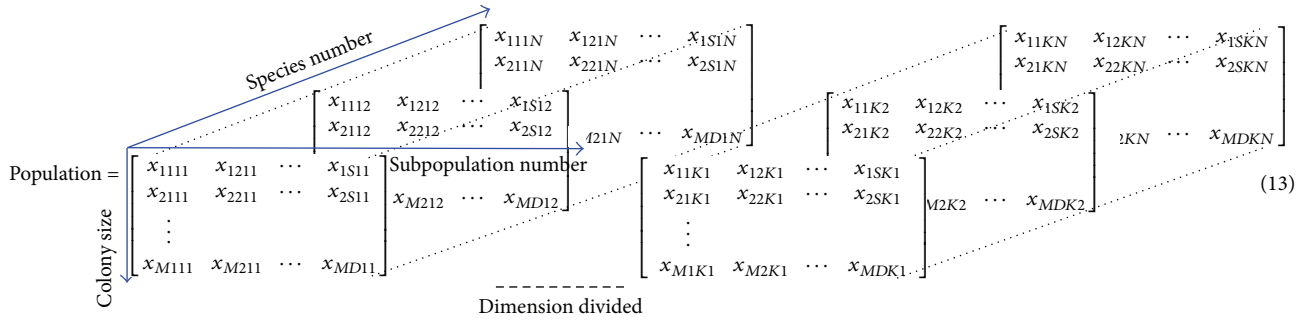 Species number
x_{111N} x_{121N} ⋯ x_{1S1N}
x_{211N} x_{221N} ⋯ x_{2S1N}
M21N ⋯ x_{MD1N}
x_{11KN} x_{12KN} ⋯ x_{1SKN}
x_{21KN} x_{22KN} ⋯ x_{2SKN}
2KN ⋯ x_{MDKN}
x_{1112} x_{1212} ⋯ x_{1S12}
x_{2112} x_{2212} ⋯ x_{2S12}
x_{M212} ⋯ x_{MD12}
x_{11K2} x_{12K2} ⋯ x_{1SK2}
x_{21K2} x_{22K2} ⋯ x_{2SK2}
M2K2 ⋯ x_{MDK2}
Subpopulation number
Population =
x_{1111} x_{1211} ⋯ x_{1S11}
x_{2111} x_{2211} ⋯ x_{2S11}
⋮
x_{M111} x_{M211} ⋯ x_{MD11}
x_{11K1} x_{12K1} ⋯ x_{1SK1}
x_{21K1} x_{22K1} ⋯ x_{2SK1}
⋮
x_{M1K1} x_{M2K1} ⋯ x_{MDK1}
(13)
Colony size
Dimension divided